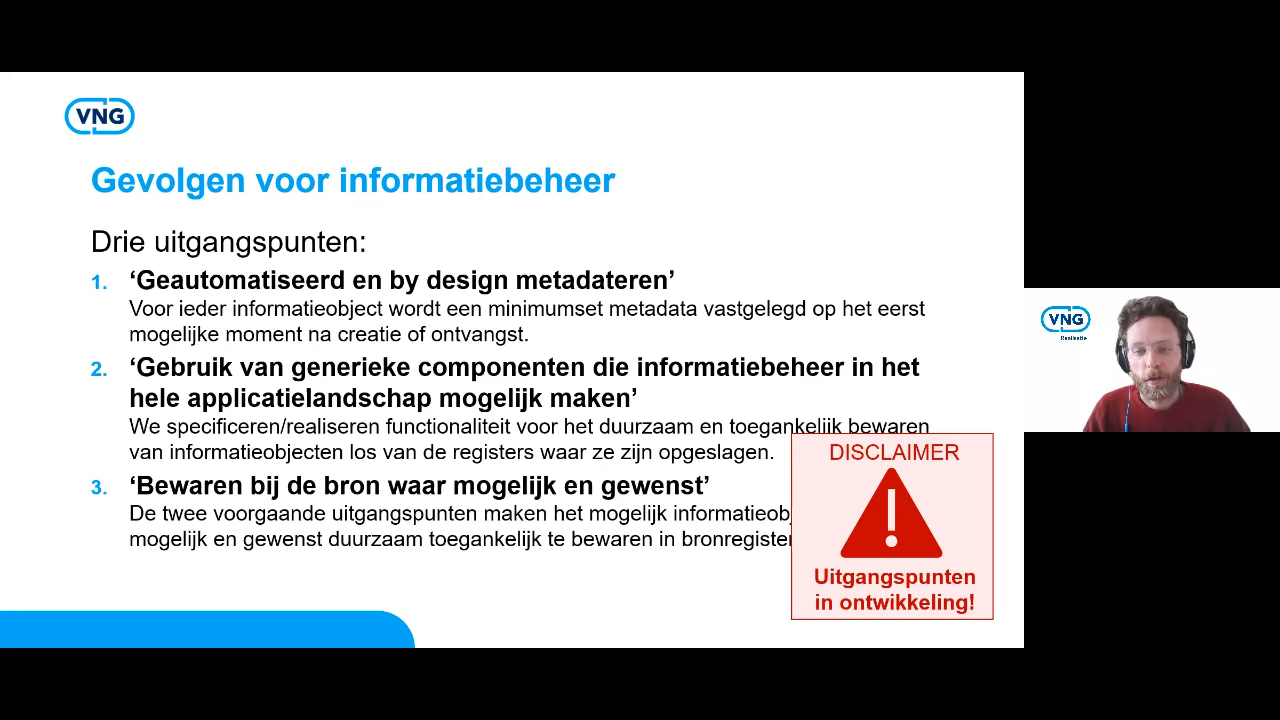 VNG
Gevolgen voor informatiebeheer
Drie uitgangspunten:
1. ‘Geautomatiseerd en by design metadateren’
Voor ieder informatieobject wordt een minimumset metadata vastgelegd op het eerst
mogelijke moment na creatie of ontvangst.
2. ‘Gebruik van generieke componenten die informatiebeheer in het
hele applicatielandschap mogelijk maken’
We specificeren/realiseren functionaliteit voor het duurzaam en toegankelijk bewaren
van informatieobjecten los van de registers waar ze zijn opgeslagen.
3. ‘Bewaren bij de bron waar mogelijk en gewenst’
De twee voorgaande uitgangspunten maken het mogelijk informatieobj
mogelijk en gewenst duurzaam toegankelijk te bewaren in bronregister
DISCLAIMER
Uitgangspunten
in ontwikkeling!
VNG
Realisatie